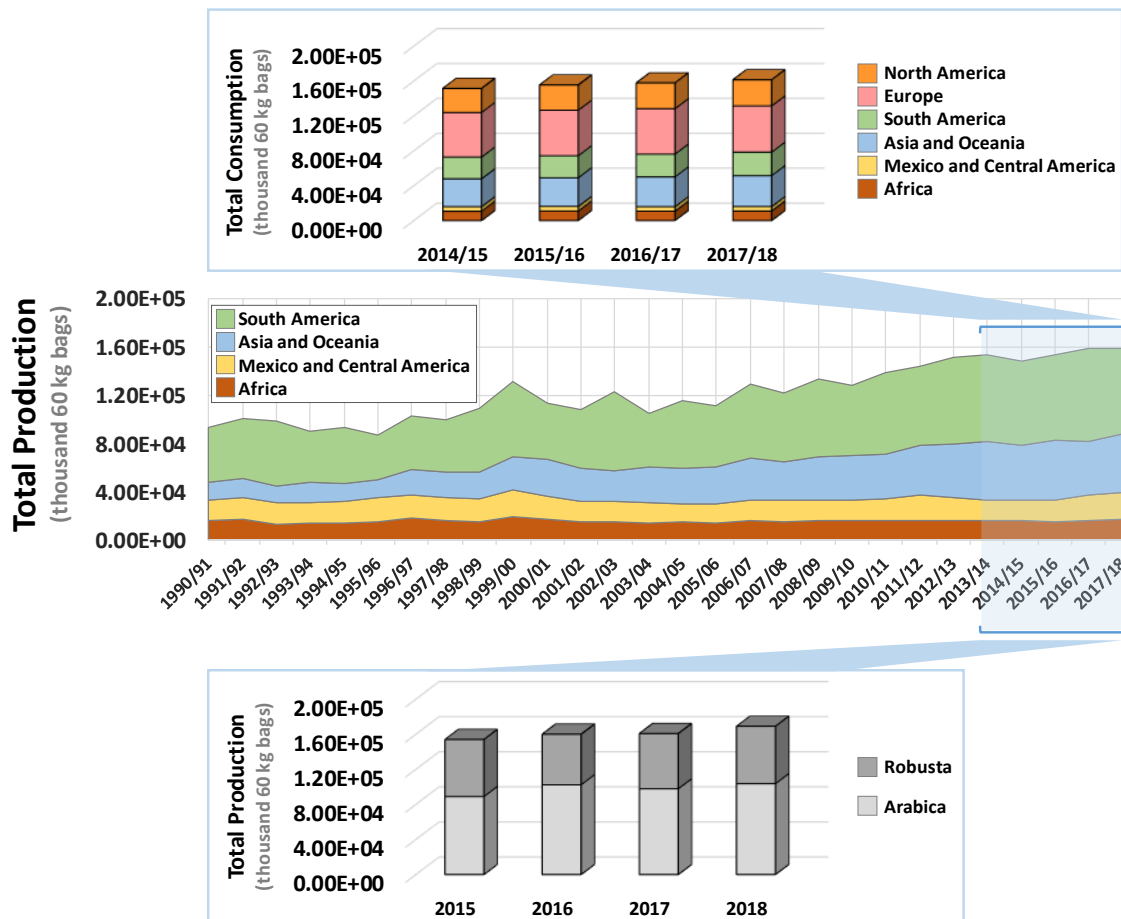 Total Consumption
(thousand 60 kg bags)
2.00E+05
1.60E+05
1.20E+05
8.00E+04
4.00E+04
0.00E+00
2014/15
2015/16
2016/17
2017/18
North America
Europe
South America
Asia and Oceania
Mexico and Central America
Africa
Total Production
(thousand 60 kg bags)
2.00E+05
1.60E+05
1.20E+05
8.00E+04
4.00E+04
0.00E+00
South America
Asia and Oceania
Mexico and Central America
Africa
1990/91
1991/92
1992/93
1993/94
1994/95
1995/96
1996/97
1997/98
1998/99
1999/00
2000/01
2001/02
2002/03
2003/04
2004/05
2005/06
2006/07
2007/08
2008/09
2009/10
2010/11
2011/12
2012/13
2013/14
2014/15
2015/16
2016/17
2017/18
Total Production
(thousand 60 kg bags)
2.00E+05
1.60E+05
1.20E+05
8.00E+04
4.00E+04
0.00E+00
2015
2016
2017
2018
Robusta
Arabica